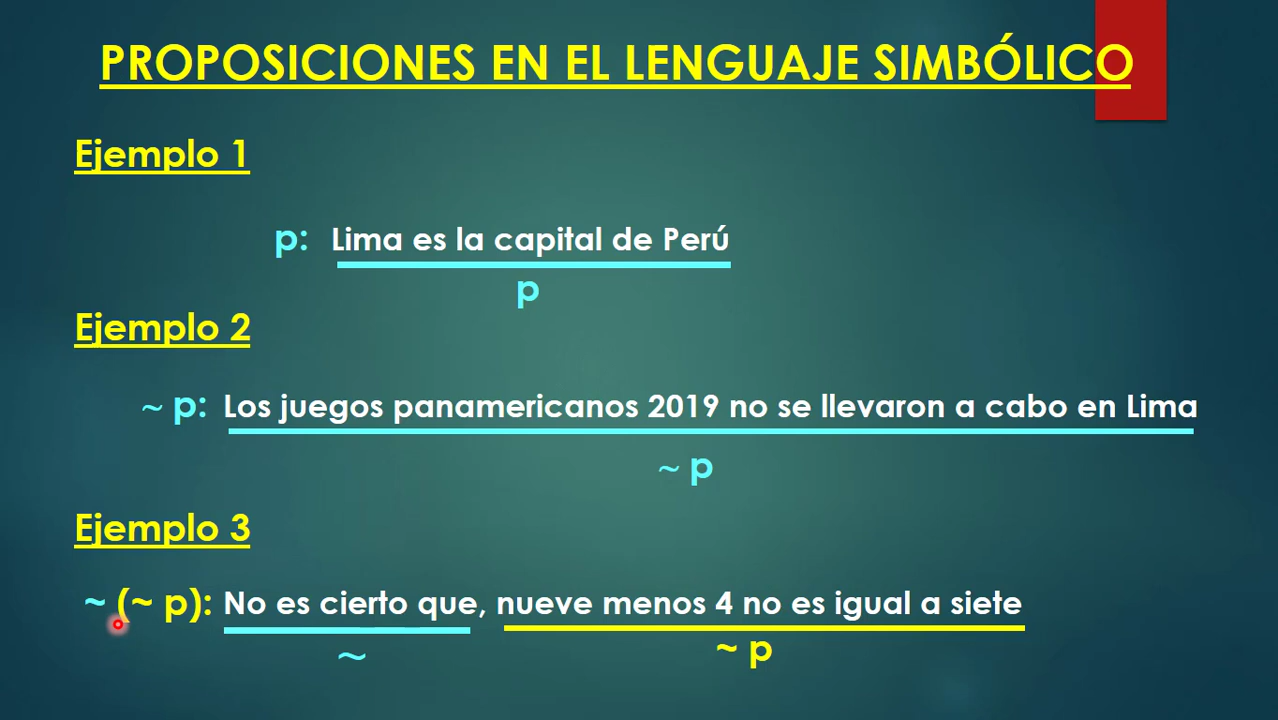 PROPOSICIONES EN EL LENGUAJE SIMBÓLICO
Ejemplo 1
p: Lima es la capital de Perú
p
Ejemplo 2
~ p: Los juegos panamericanos 2019 no se llevaron a cabo en Lima
~ p
Ejemplo 3
~ (~ p): No es cierto que, nueve menos 4 no es igual a siete
~ ~ p